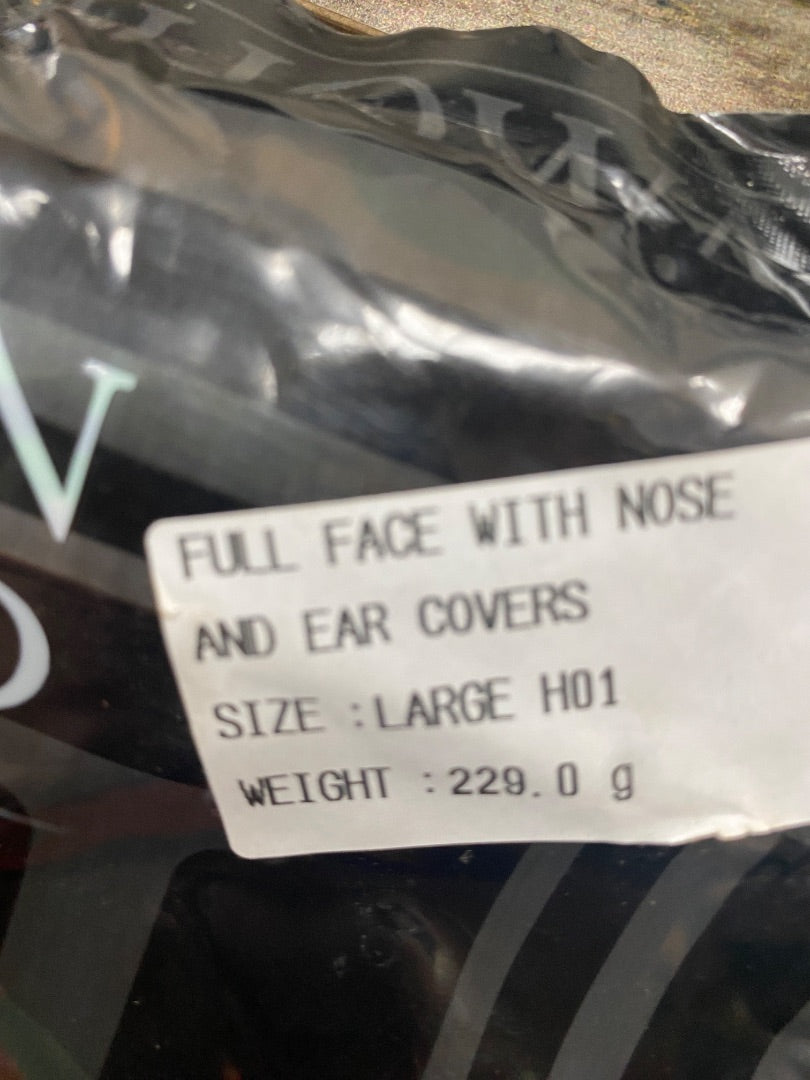 FULL FACE WITH NOSE
AND EAR COVERS
SIZE :LARGE H01
WEIGHT :229.0 g